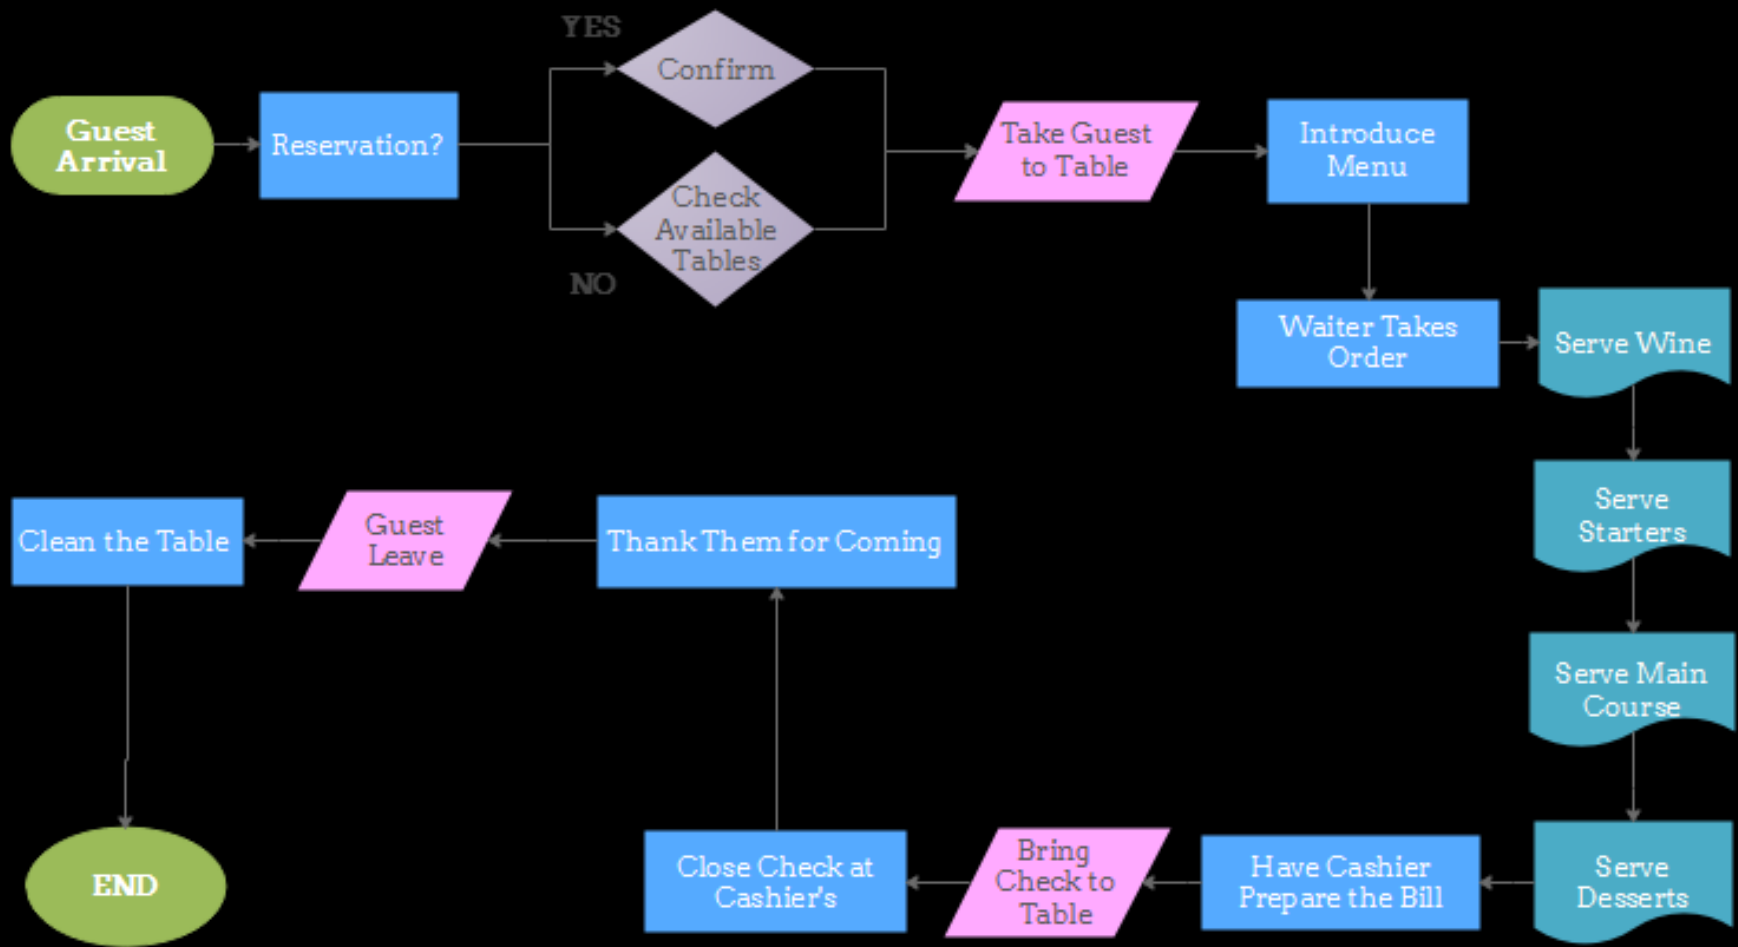 YES
Confirm
Guest
Arrival
Reservation?
Take Guest
to Table
Introduce
Menu
Check
Available
Tables
NO
Waiter Takes
Order
Serve Wine
Serve
Starters
Serve Main
Course
Serve
Desserts
Have Cashier
Prepare the Bill
Bring
Check to
Table
Close Check at
Cashier's
Thank Them for Coming
Guest
Leave
Clean the Table
END